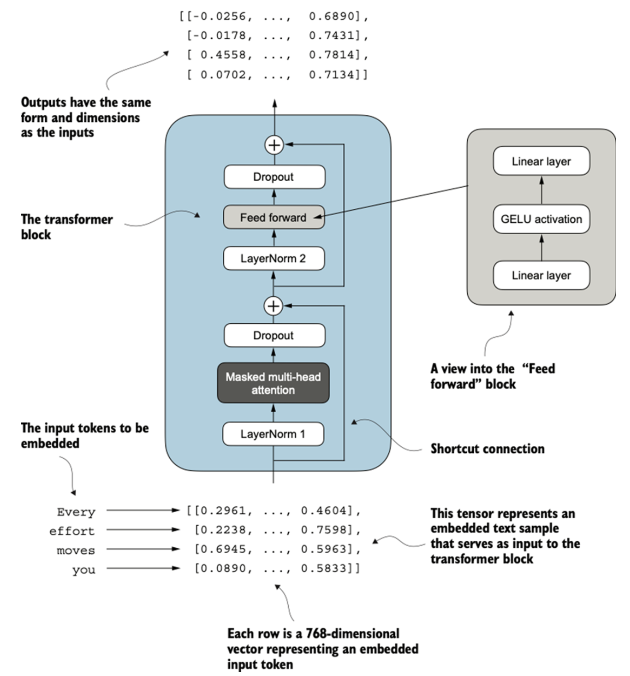 [[-0.0256, ..., 0.6890],
[-0.0178, ..., 0.7431],
[ 0.4558, ..., 0.7814],
[ 0.0702, ..., 0.7134]]
Outputs have the same
form and dimensions
as the inputs
Dropout
Feed forward
LayerNorm 2
Dropout
Masked multi-head
attention
LayerNorm 1
The transformer
block
Linear layer
GELU activation
Linear layer
A view into the “Feed
forward” block
Shortcut connection
The input tokens to be
embedded
Every [[0.2961, ..., 0.4604],
effort [0.2238, ..., 0.7598],
moves [0.6945, ..., 0.5963],
you [0.0890, ..., 0.5833]]
This tensor represents an
embedded text sample
that serves as input to the
transformer block
Each row is a 768-dimensional
vector representing an embedded
input token